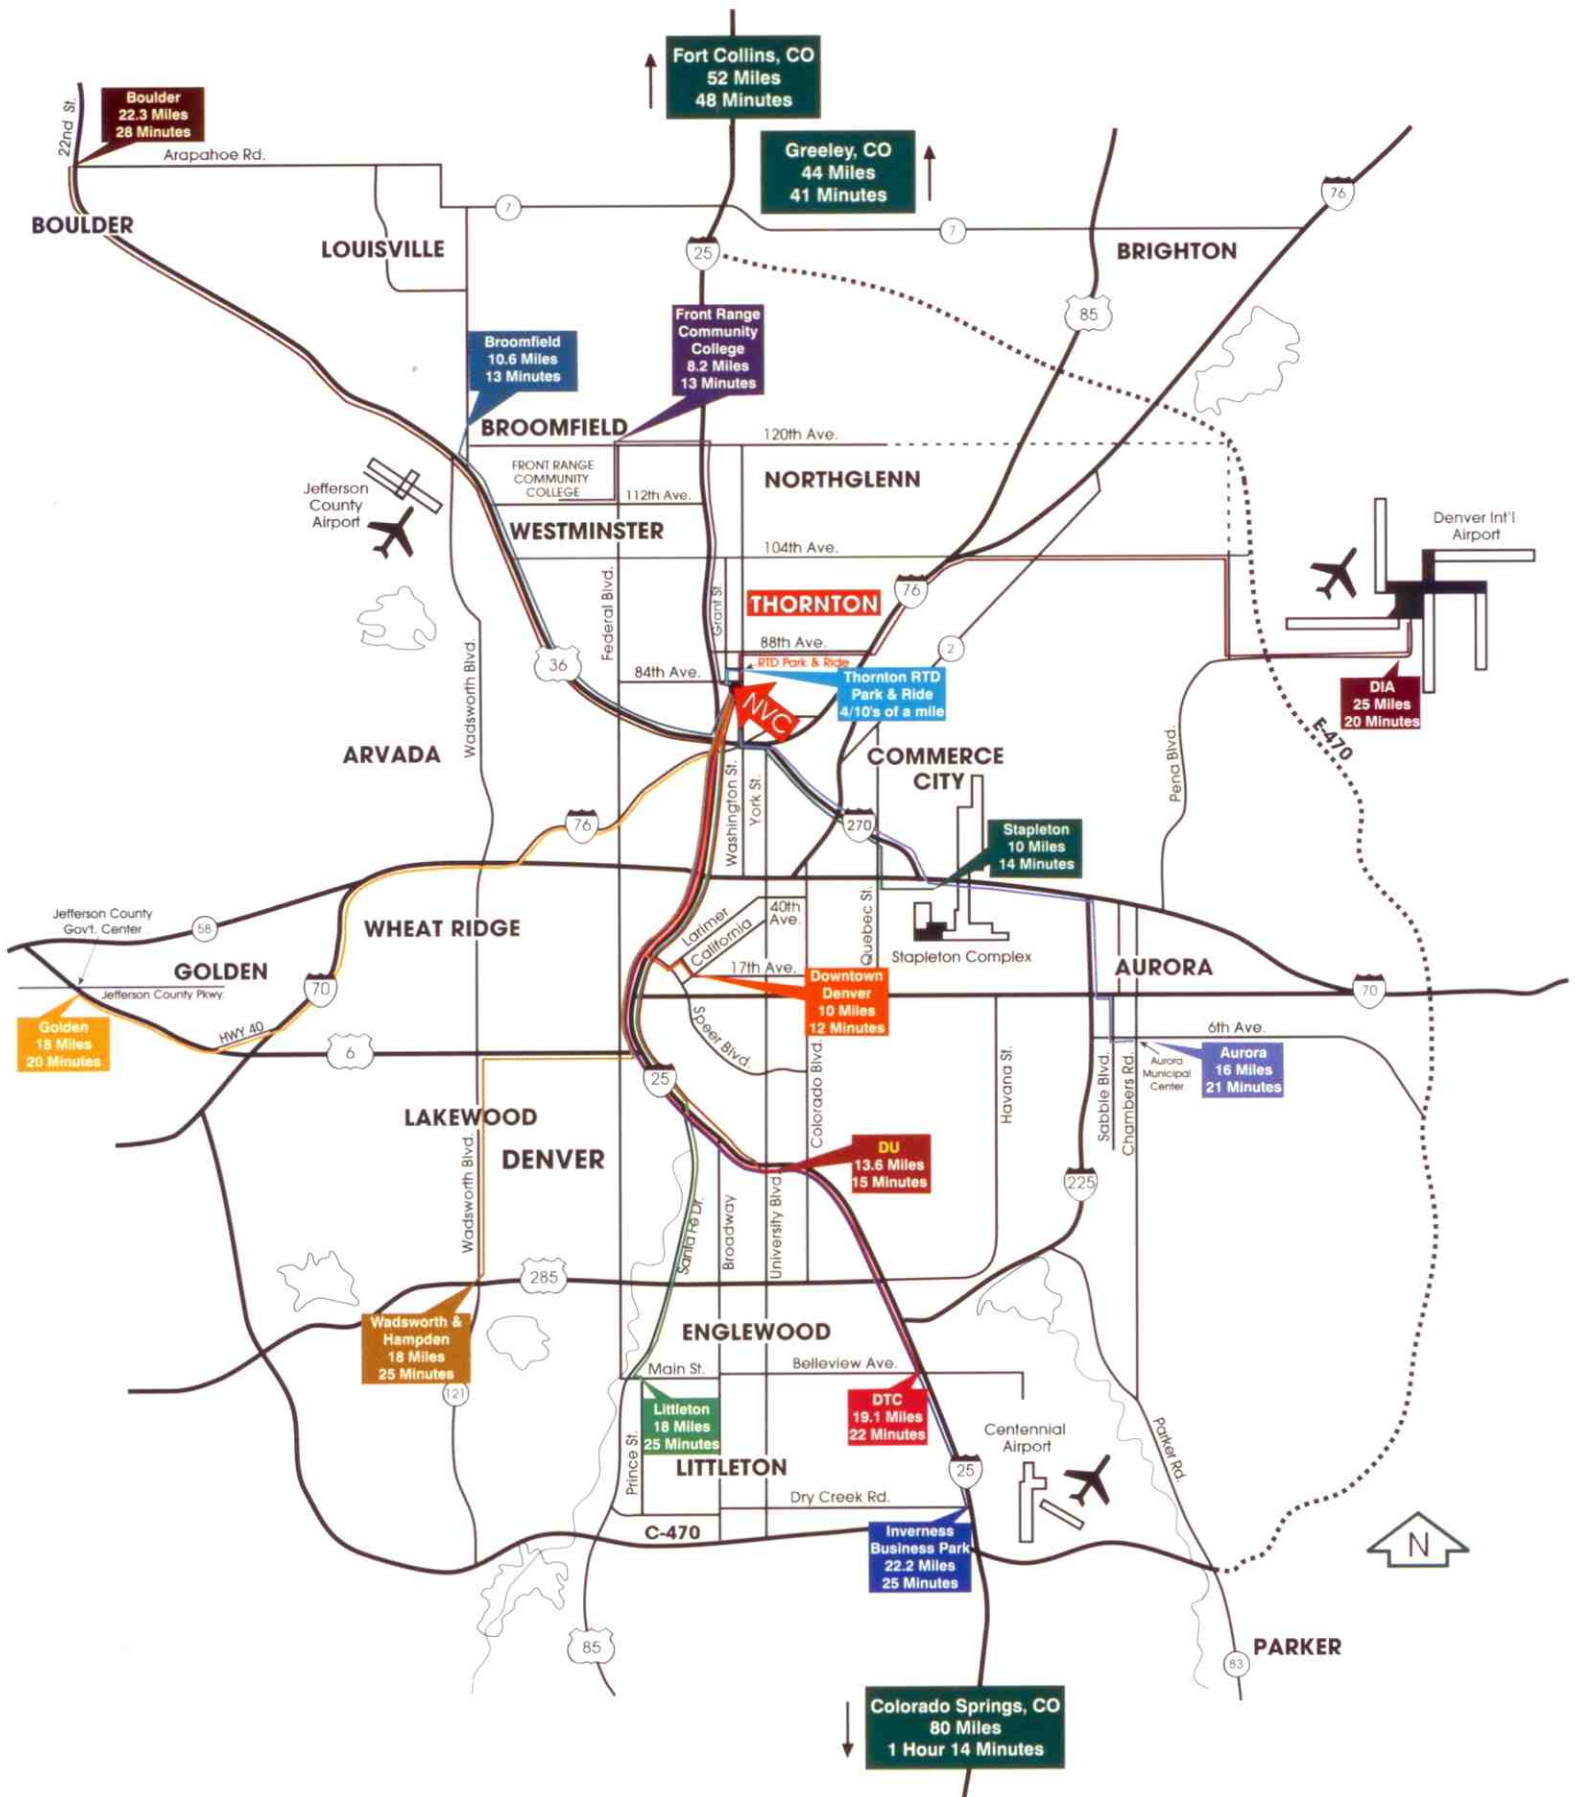 Fort Collins, CO
52 Miles
48 Minutes
Boulder
22.3 Miles
28 Minutes
22nd St.
Arapahoe Rd.
Greeley, CO
44 Miles
41 Minutes
76
7
7
BOULDER
LOUISVILLE
25
BRIGHTON
85
Front Range
Community
College
8.2 Miles
13 Minutes
Broomfield
10.6 Miles
13 Minutes
BROOMFIELD
120th Ave.
FRONT RANGE
COMMUNITY
COLLEGE
112th Ave.
NORTHGLENN
Jefferson
County
Airport
WESTMINSTER
104th Ave.
Denver Int'l
Airport
Federal Blvd.
Grant St.
THORNTON
76
88th Ave.
2
RTD Park & Ride
36
84th Ave.
Thornton RTD
Park & Ride
4/10's of a mile
NVC
DIA
25 Miles
20 Minutes
Wadsworth Blvd.
E-470
ARVADA
COMMERCE
CITY
Pena Blvd.
Washington St.
York St.
76
270
Stapleton
10 Miles
14 Minutes
Jefferson County
Gov't. Center
58
WHEAT RIDGE
Larimer
California
40th
Ave.
Quebec St.
Stapleton Complex
GOLDEN
Jefferson County Pkwy.
70
17th Ave.
AURORA
70
Downtown
Denver
10 Miles
12 Minutes
Golden
18 Miles
20 Minutes
HWY 40
6
Speer Blvd.
6th Ave.
Aurora
Municipal
Center
Aurora
16 Miles
21 Minutes
25
Colorado Blvd.
Havana St.
Sabble Blvd.
Chambers Rd.
LAKEWOOD
DENVER
DU
13.6 Miles
15 Minutes
225
Wadsworth Blvd.
Santa Fe Dr.
Broadway
University Blvd.
285
Wadsworth &
Hampden
18 Miles
25 Minutes
121
ENGLEWOOD
Main St.
Belleview Ave.
Littleton
18 Miles
25 Minutes
DTC
19.1 Miles
22 Minutes
Centennial
Airport
Prince St.
LITTLETON
25
Parker Rd.
Dry Creek Rd.
C-470
Inverness
Business Park
22.2 Miles
25 Minutes
N
85
PARKER
83
Colorado Springs, CO
80 Miles
1 Hour 14 Minutes